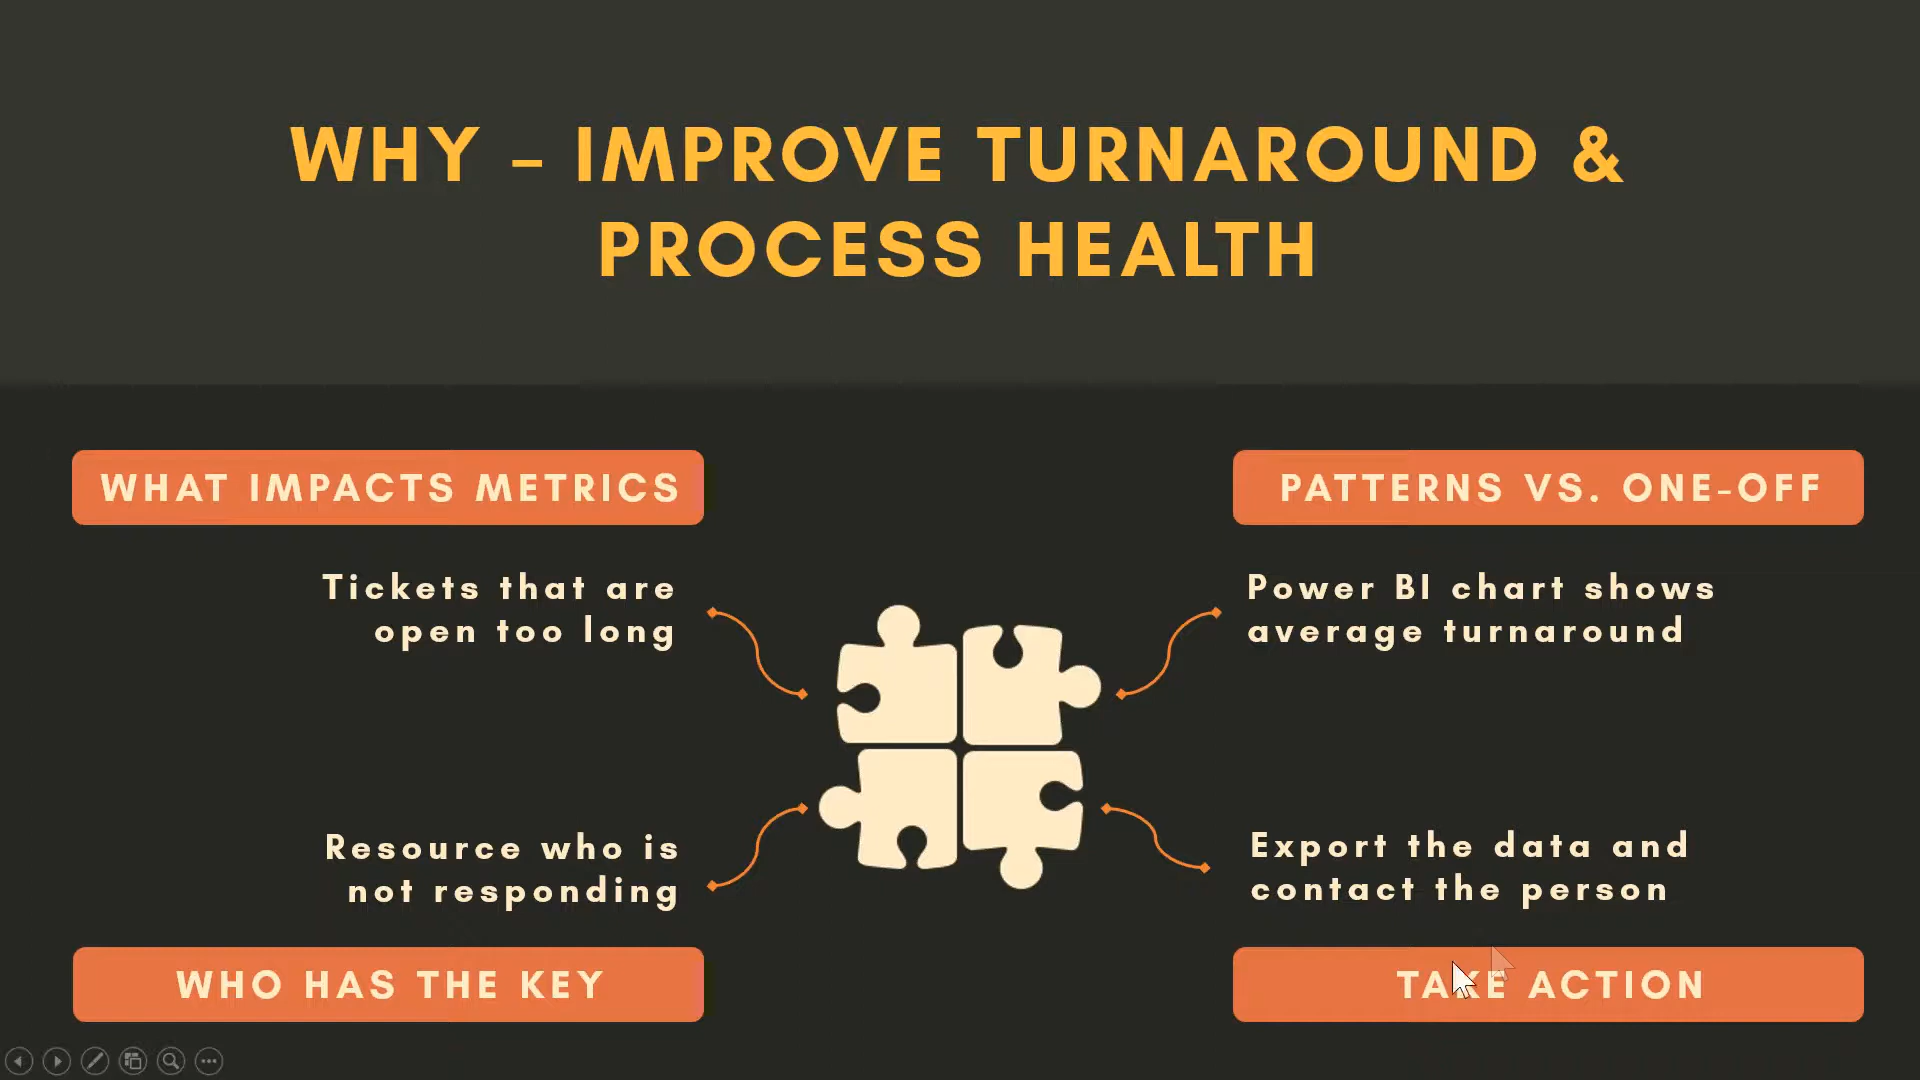 WHY – IMPROVE TURNAROUND &
PROCESS HEALTH
WHAT IMPACTS METRICS
Tickets that are
open too long
PATTERNS VS. ONE-OFF
Power BI chart shows
average turnaround
Resource who is
not responding
WHO HAS THE KEY
Export the data and
contact the person
TAKE ACTION